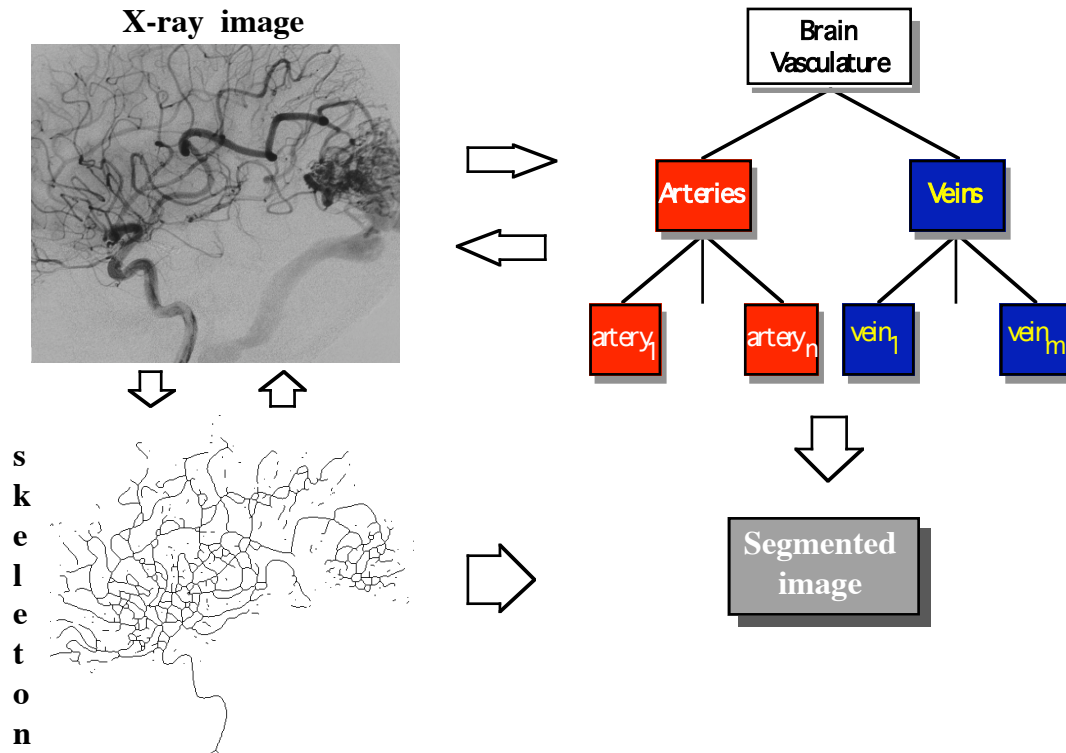 X-ray image
Brain
Vasculature
Arteries
Veins
artery1
arteryn
vein1
veinm
s
k
e
l
e
t
o
n
Segmented
image